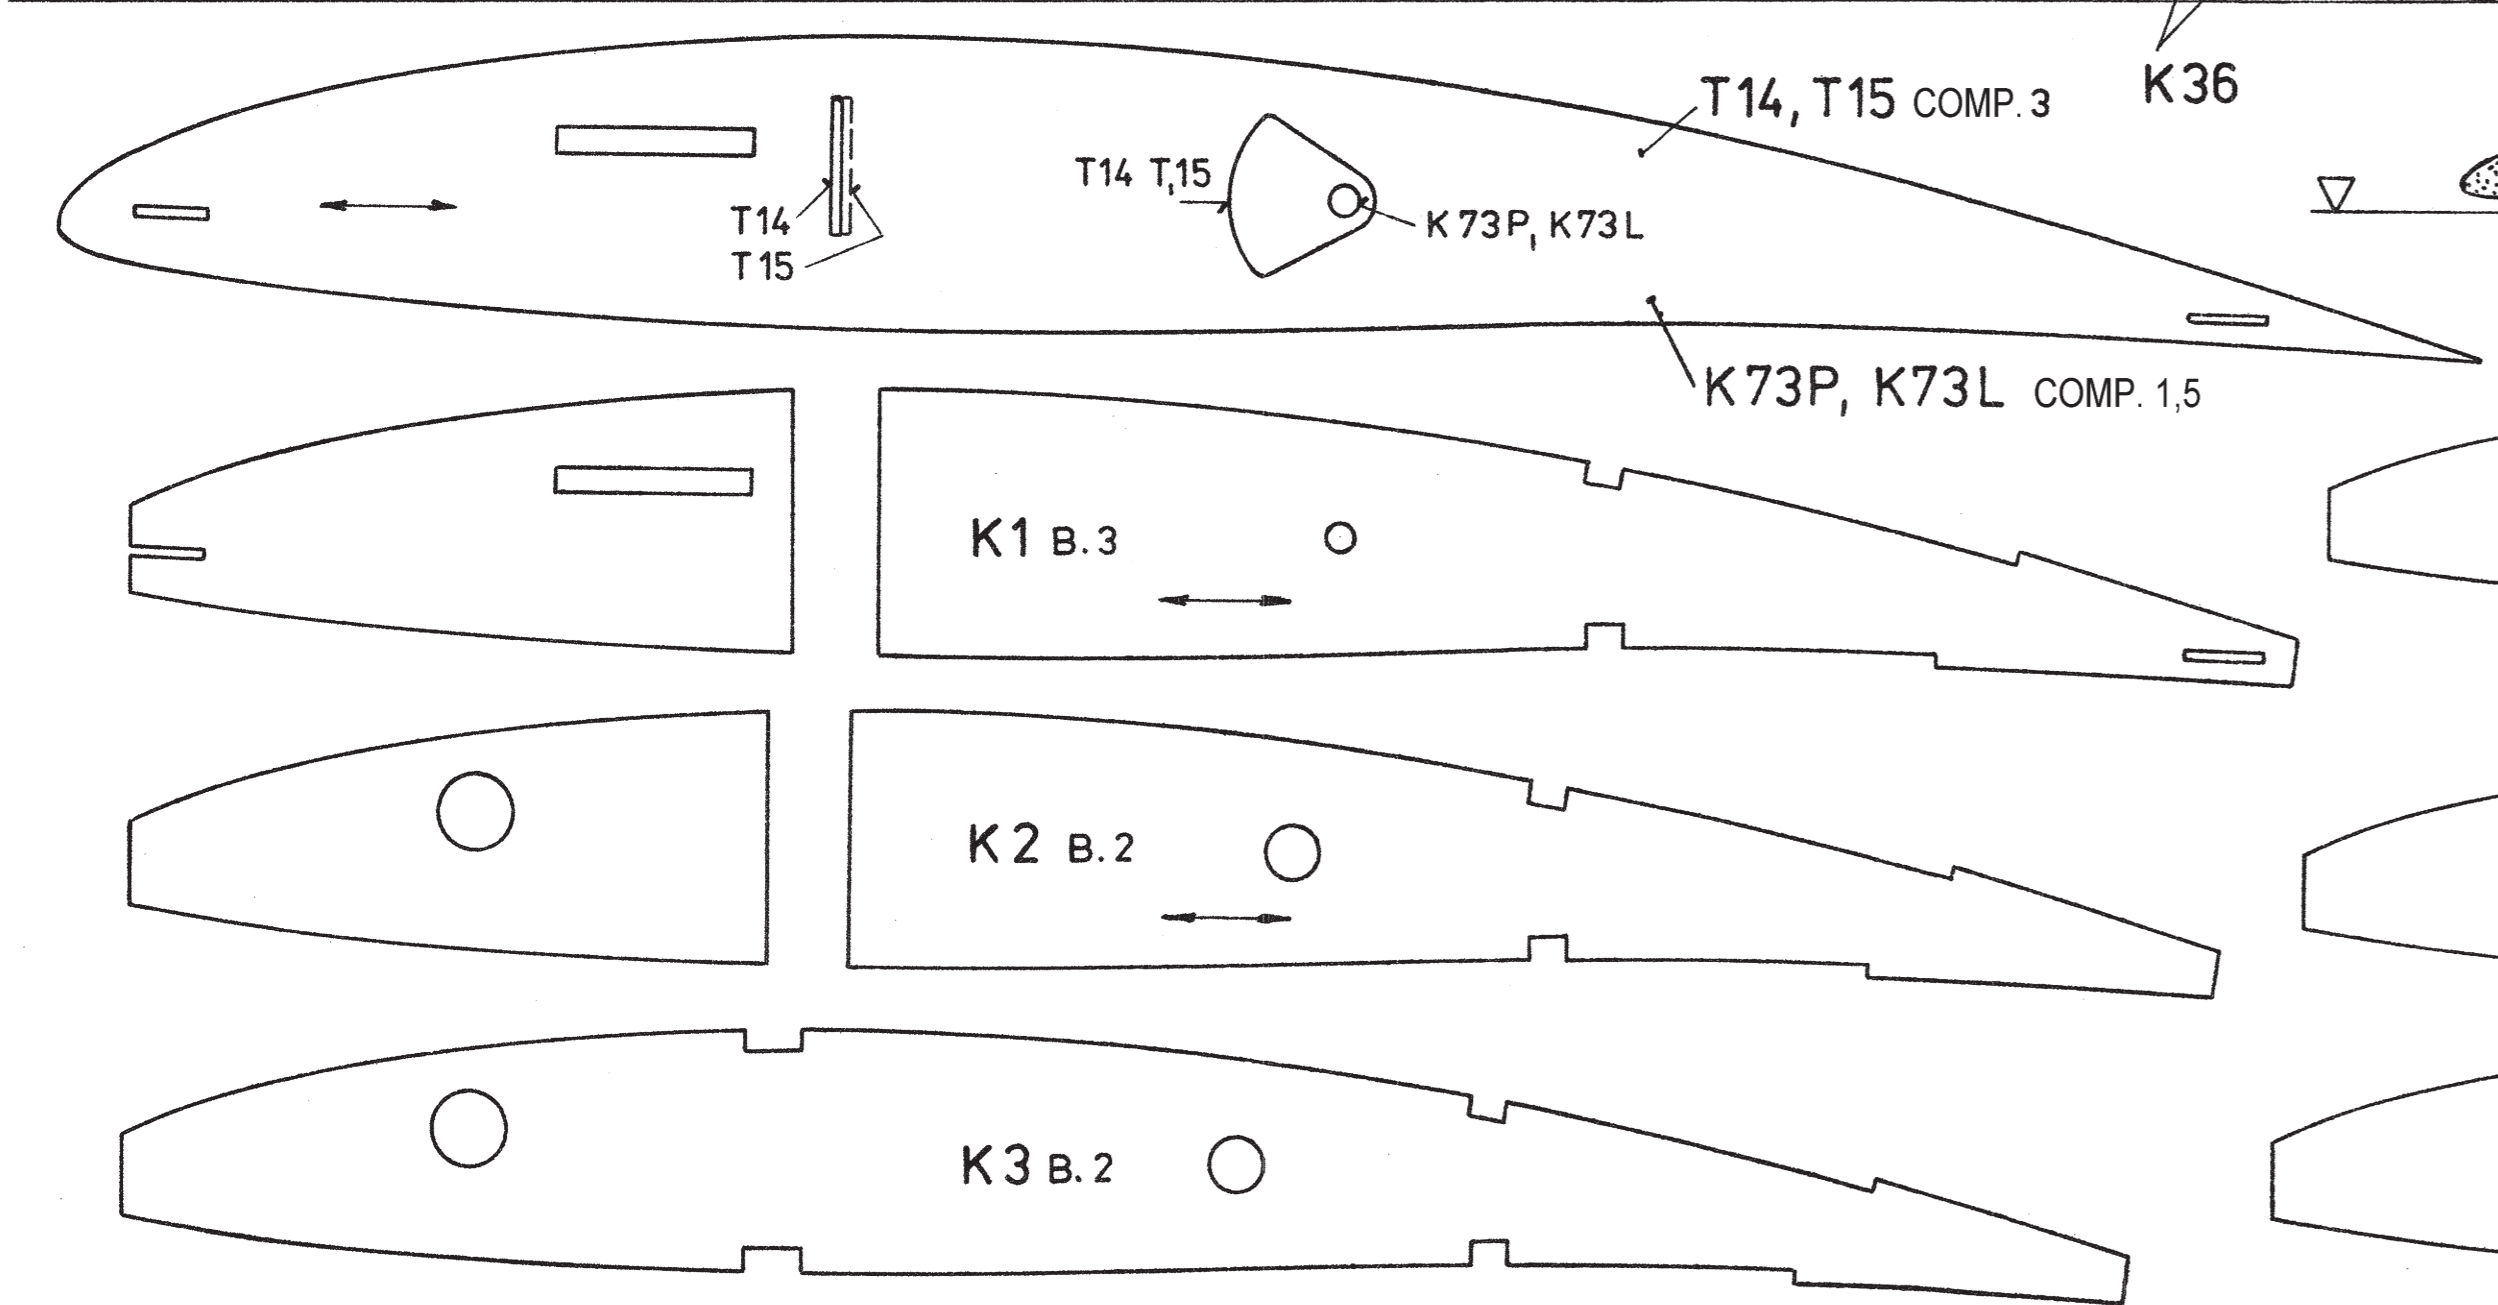 K36
T14, T15 COMP. 3
T14 T,15
T14
T15
K73P, K73L
K73P, K73L COMP. 1,5
K1 B.3
K2 B.2
K3 B.2